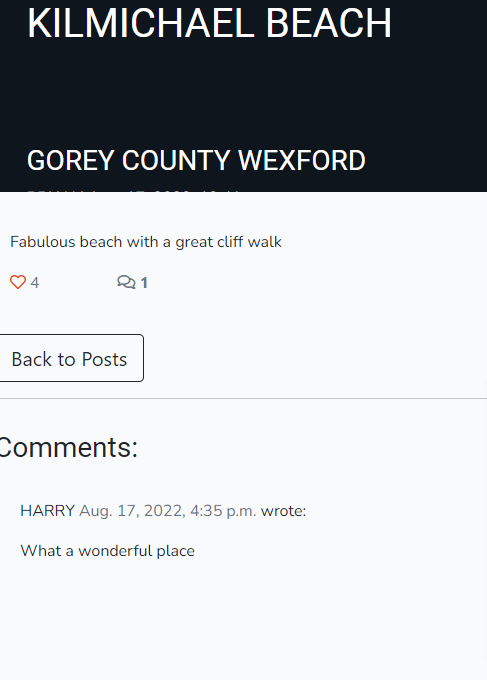 KILMICHAEL BEACH
GOREY COUNTY WEXFORD
Fabulous beach with a great cliff walk
4 1
Back to Posts
Comments:
HARRY Aug. 17, 2022, 4:35 p.m. wrote:
What a wonderful place